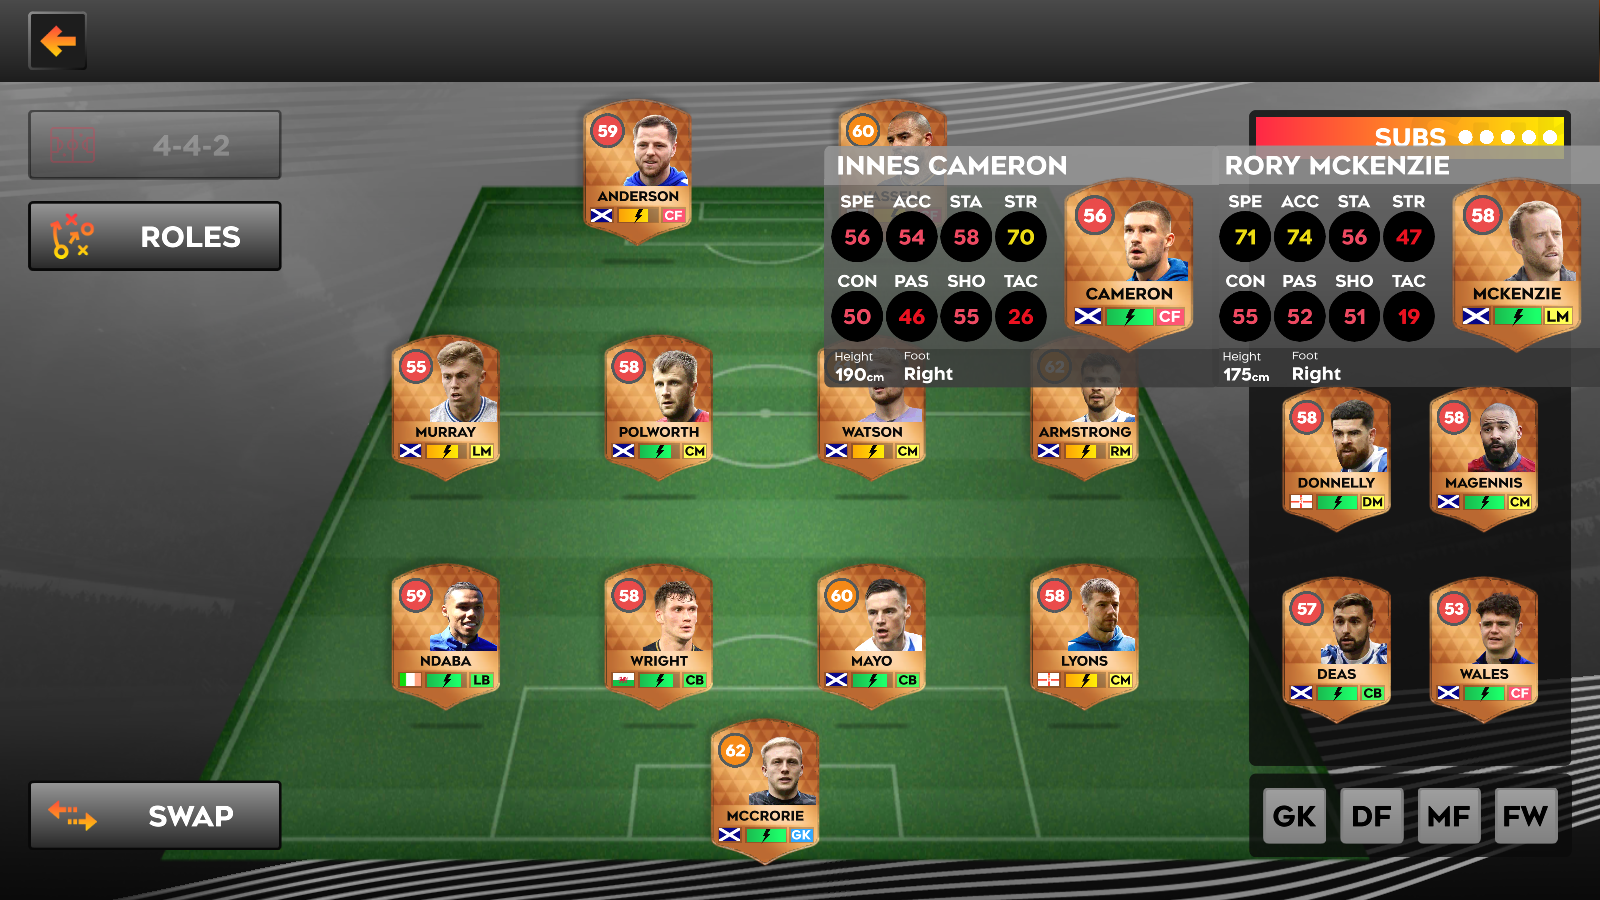 4-4-2
ROLES
SWAP
59
ANDERSON
CF
60
VASSELL
SUBS
INNES CAMERON
SPE ACC STA STR
56 54 58 70
CON PAS SHO TAC
50 46 55 26
Height Foot
190cm Right
56
CAMERON
CF
RORY MCKENZIE
SPE ACC STA STR
71 74 56 47
CON PAS SHO TAC
55 52 51 19
Height Foot
175cm Right
58
MCKENZIE
LM
55
MURRAY
LM
58
POLWORTH
CM
WATSON
CM
62
ARMSTRONG
RM
58
DONNELLY
DM
58
MAGENNIS
CM
59
NDABA
LB
58
WRIGHT
CB
60
MAYO
CB
58
LYONS
CM
57
DEAS
CB
53
WALES
CF
62
MCCRORIE
GK
GK DF MF FW